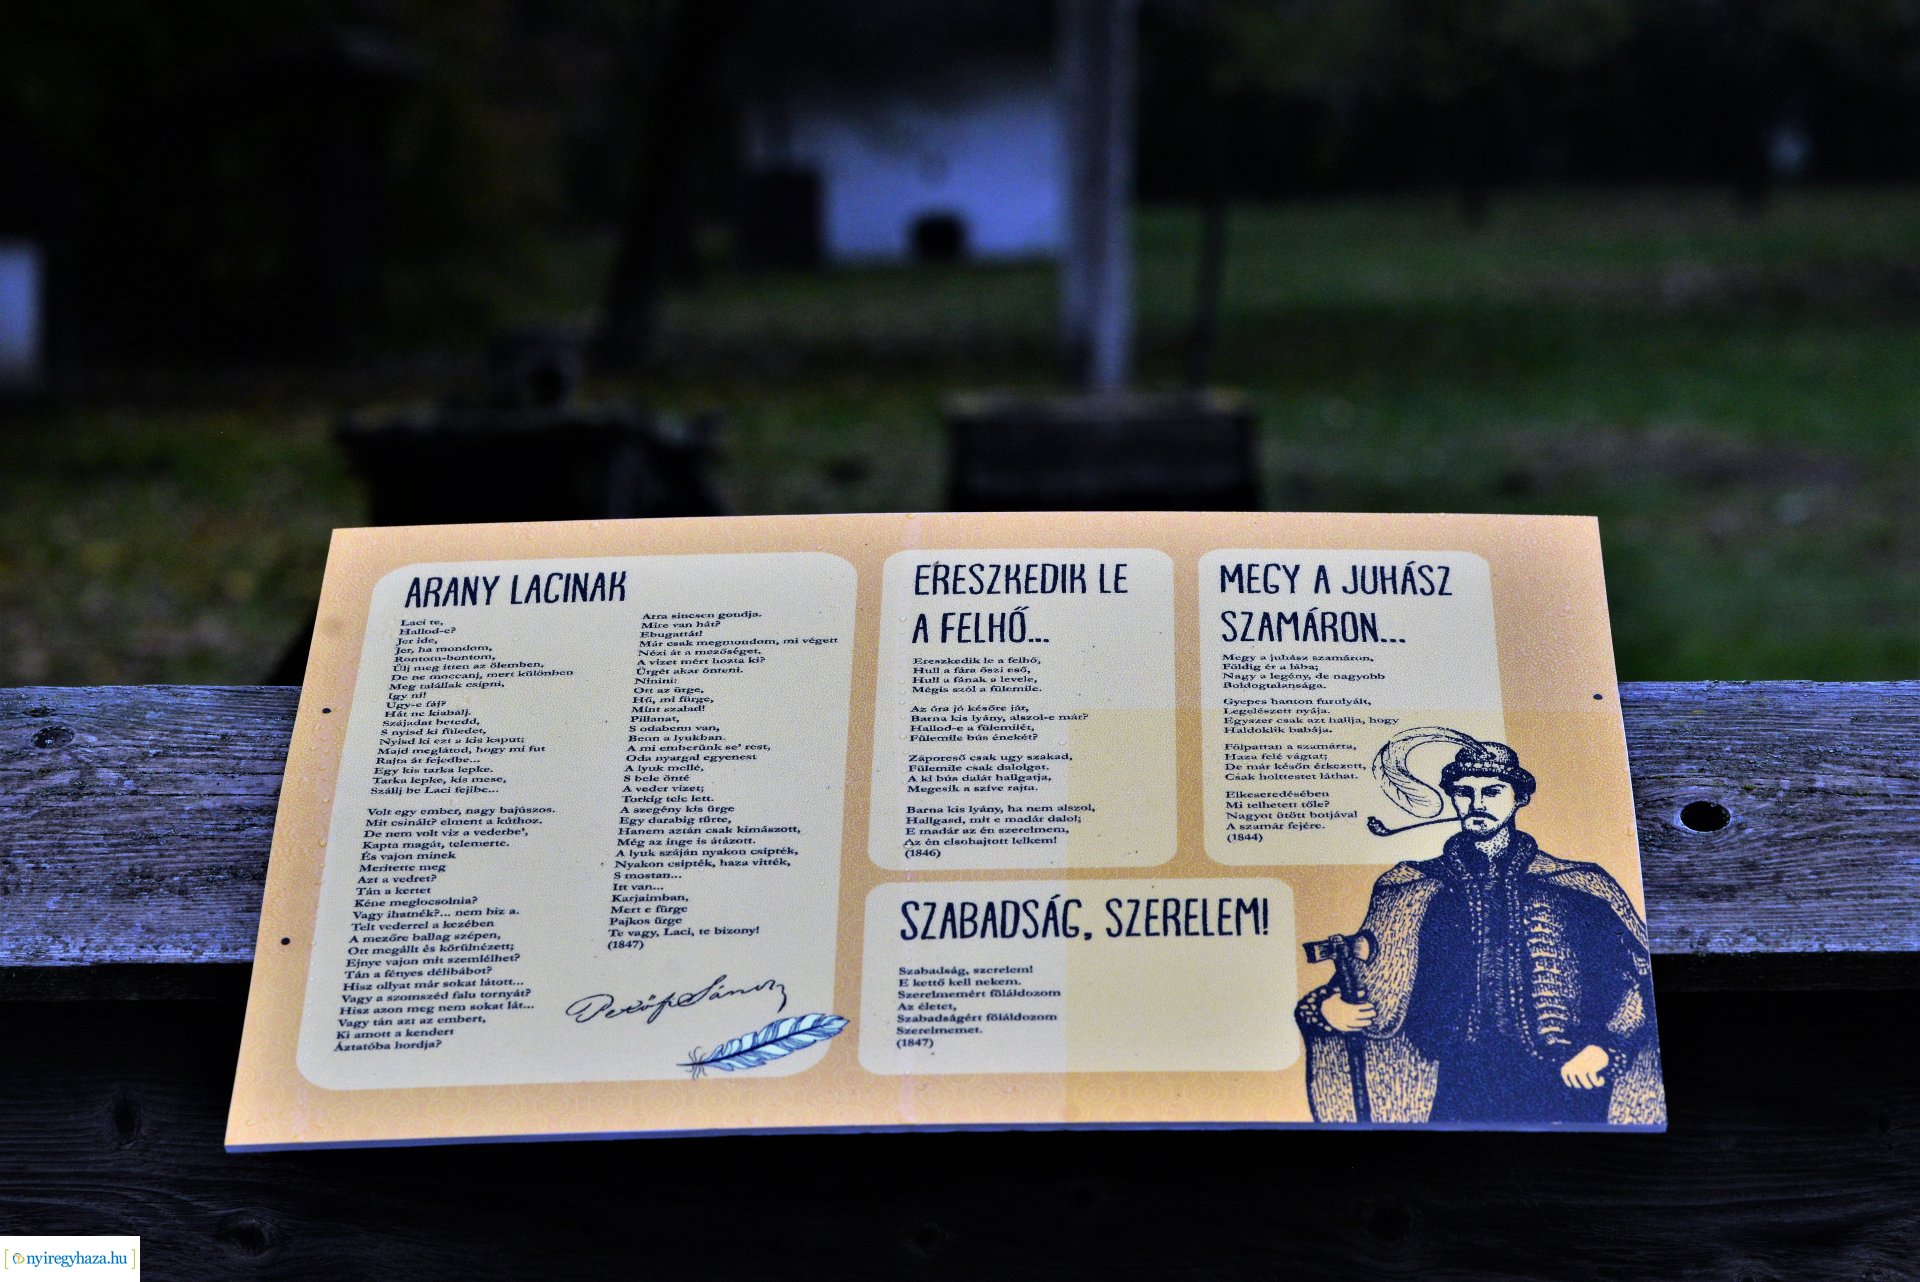 ARANY LACINAK
Laci te,
Hallod-e?
Jer ide,
Jer, ha mondom,
Rontom-bontom,
Ülj meg itten az ölemben,
De ne moccanj, mert különben
Meg talállak csípni,
Igy ni!
Ugy-e fáj?
Hát ne kiabálj.
Szájadat betedd,
S nyisd ki füledet,
Nyisd ki ezt a kis kaput;
Majd meglátod, hogy mi fut
Rajta át fejedbe...
Egy kis tarka lepke.
Tarka lepke, kis mese,
Szállj be Laci fejibe...
Volt egy ember, nagy bajúszos.
Mit csinált? elment a kúthoz.
De nem volt viz a vederbe',
Kapta magát, telemerte.
És vajon minek
Meritette meg
Azt a vedret?
Tán a kertet
Kéne meglocsolnia?
Vagy ihatnék?... nem biz a.
Telt vederrel a kezében
A mezőre ballag szépen,
Ott megállt és körülnézett;
Ejnye vajon mit szemlélhet?
Tán a fényes délibábot?
Hisz ollyat már sokat látott...
Vagy a szomszéd falu tornyát?
Hisz azon meg nem sokat lát...
Vagy tán azt az embert,
Ki amott a kendert
Áztatóba hordja?
Arra sincsen gondja.
Mire van hát?
Ebugattát!
Már csak megmondom, mi végett
Nézi át a mezőséget,
A vizet mért hozta ki?
Ürgét akar önteni.
Ninini:
Ott az ürge,
Hű, mi fürge,
Mint szalad!
Pillanat,
S odabenn van,
Benn a lyukban.
A mi emberünk se' rest,
Oda nyargal egyenest
A lyuk mellé,
S bele önté
A veder vizet;
Torkig tele lett.
A szegény kis ürge
Egy darabig türte,
Hanem aztán csak kimászott,
Még az inge is átázott.
A lyuk száján nyakon csipték,
Nyakon csipték, haza vitték,
S mostan...
Itt van...
Karjaimban,
Mert e fürge
Pajkos ürge
Te vagy, Laci, te bizony!
(1847)
Petőfi Sándor
ERESZKEDIK LE
A FELHŐ...
Ereszkedik le a felhő,
Hull a fára őszi eső,
Hull a fának a levele,
Mégis szól a fülemile.
Az óra jó későre jár,
Barna kis lyány, alszol-e már?
Hallod-e a fülemilét,
Fülemile bús énekét?
Záporeső csak ugy szakad,
Fülemile csak dalolgat.
A ki bús dalát hallgatja,
Megesik a szive rajta.
Barna kis lyány, ha nem alszol,
Hallgasd, mit e madár dalol;
E madár az én szerelmem,
Az én elsohajtott lelkem!
(1846)
MEGY A JUHÁSZ
SZAMÁRON...
Megy a juhász szamáron,
Földig ér a lába;
Nagy a legény, de nagyobb
Boldogtalansága.
Gyepes hanton furulyált,
Legelészett nyája.
Egyszer csak azt hallja, hogy
Haldoklik babája.
Fölpattan a szamárra,
Haza felé vágtat;
De már későn érkezett,
Csak holttestet láthat.
Elkeseredésében
Mi telhetett tőle?
Nagyot ütött botjával
A szamár fejére.
(1844)
SZABADSÁG, SZERELEM!
Szabadság, szerelem!
E kettő kell nekem.
Szerelmemért föláldozom
Az életet,
Szabadságért föláldozom
Szerelmemet.
(1847)
[nyiregyhaza.hu]